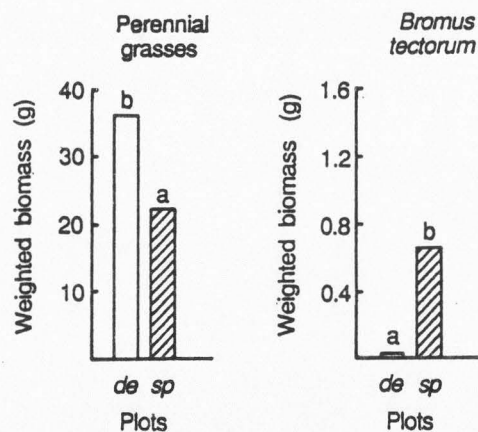 Perennial
grasses
Weighted biomass (g)
40
30
20
10
b
a
de sp
Plots
Bromus
tectorum
Weighted biomass (g)
1.6
1.2
0.8
0.4
a
b
de sp
Plots